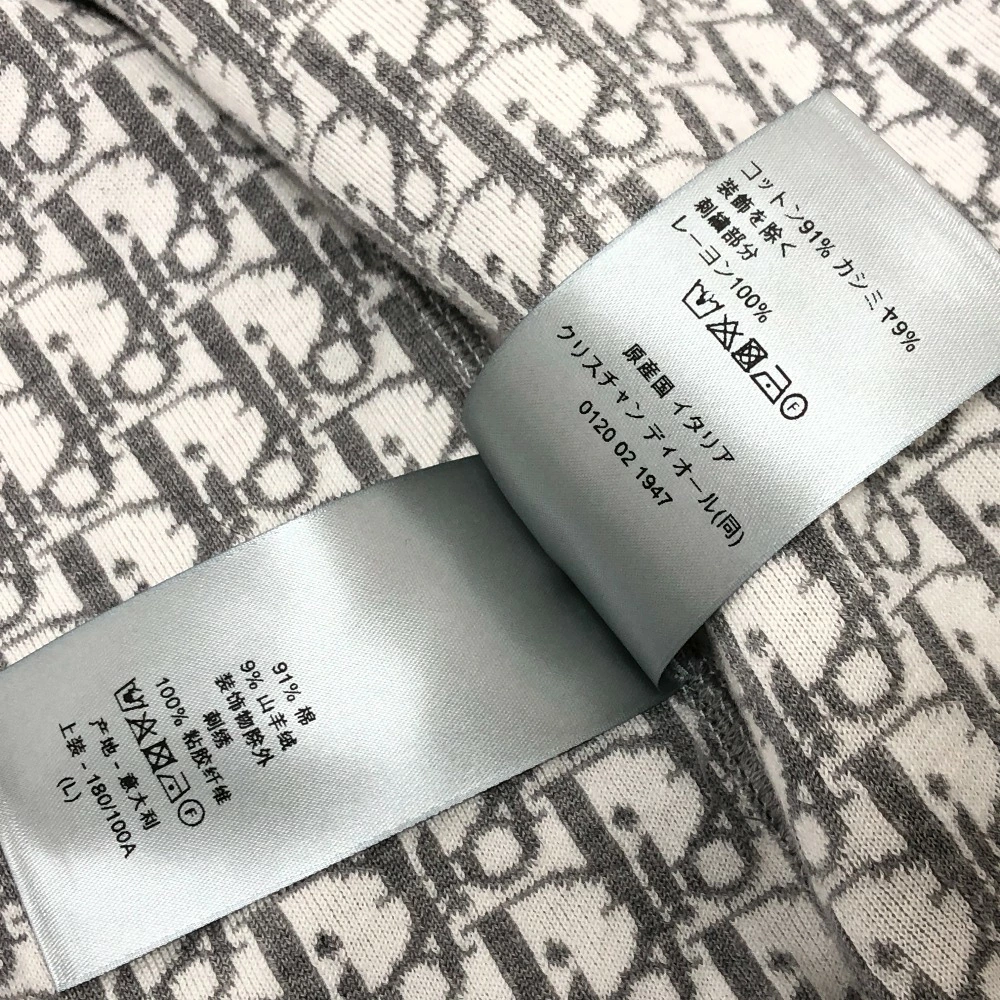 コットン91% カシミヤ9%
装飾を除く
刺繍部分
レーヨン100%
F
原産国 イタリア
クリスチャン ディオール(同)
0120 02 1947
91% 棉
9% 山羊绒
装饰物除外
刺绣
100% 粘胶纤维
F
产地 - 意大利
上装 - 180/100A
(L)